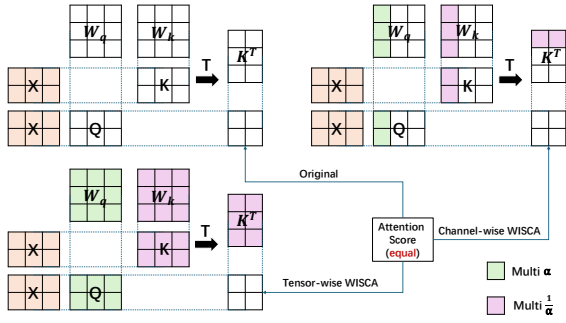 W_q
W_k
T
K^T
X
K
X
Q
W_q
W_k
T
K^T
X
K
X
Q
Original
W_q
W_k
T
K^T
X
K
X
Q
Attention
Score
(equal)
Channel-wise WISCA
Tensor-wise WISCA
Multi α
Multi 1/α